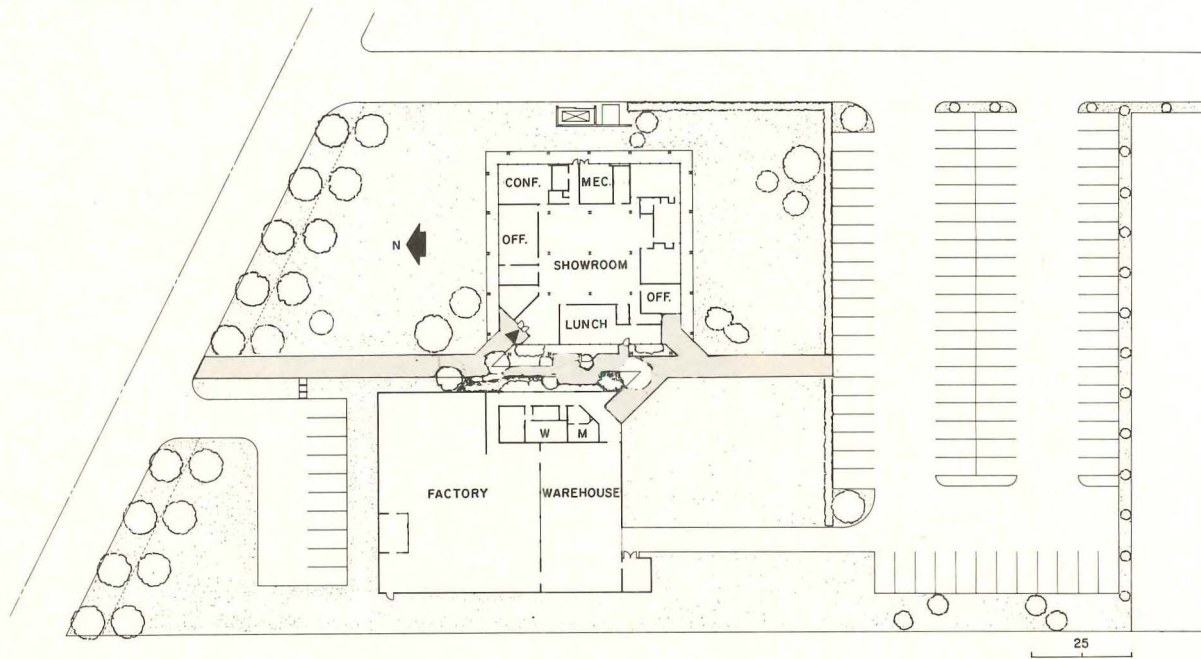 CONF.
MEC.
N
OFF.
SHOWROOM
OFF.
LUNCH
W
M
FACTORY
WAREHOUSE
25